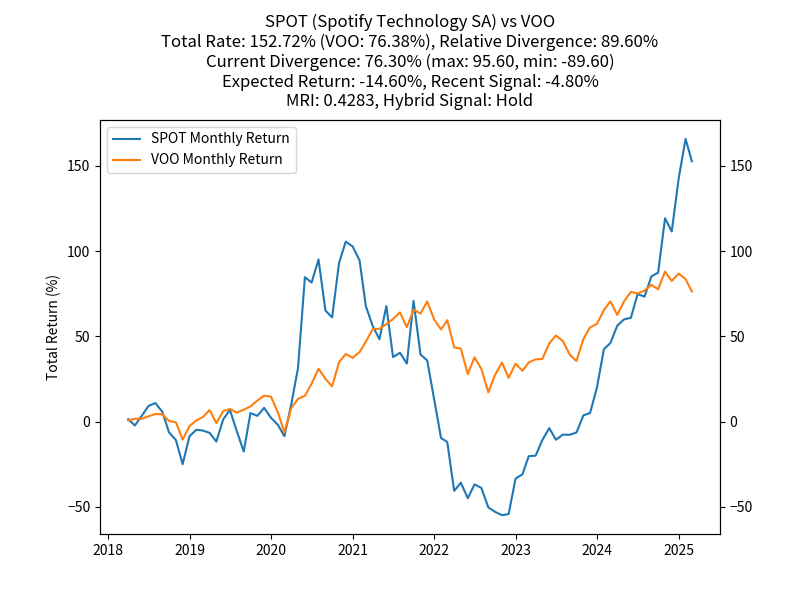 SPOT (Spotify Technology SA) vs VOO
Total Rate: 152.72% (VOO: 76.38%), Relative Divergence: 89.60%
Current Divergence: 76.30% (max: 95.60, min: -89.60)
Expected Return: -14.60%, Recent Signal: -4.80%
MRI: 0.4283, Hybrid Signal: Hold
SPOT Monthly Return
VOO Monthly Return
Total Return (%)
150
100
50
0
−50
150
100
50
0
−50
2018 2019 2020 2021 2022 2023 2024 2025